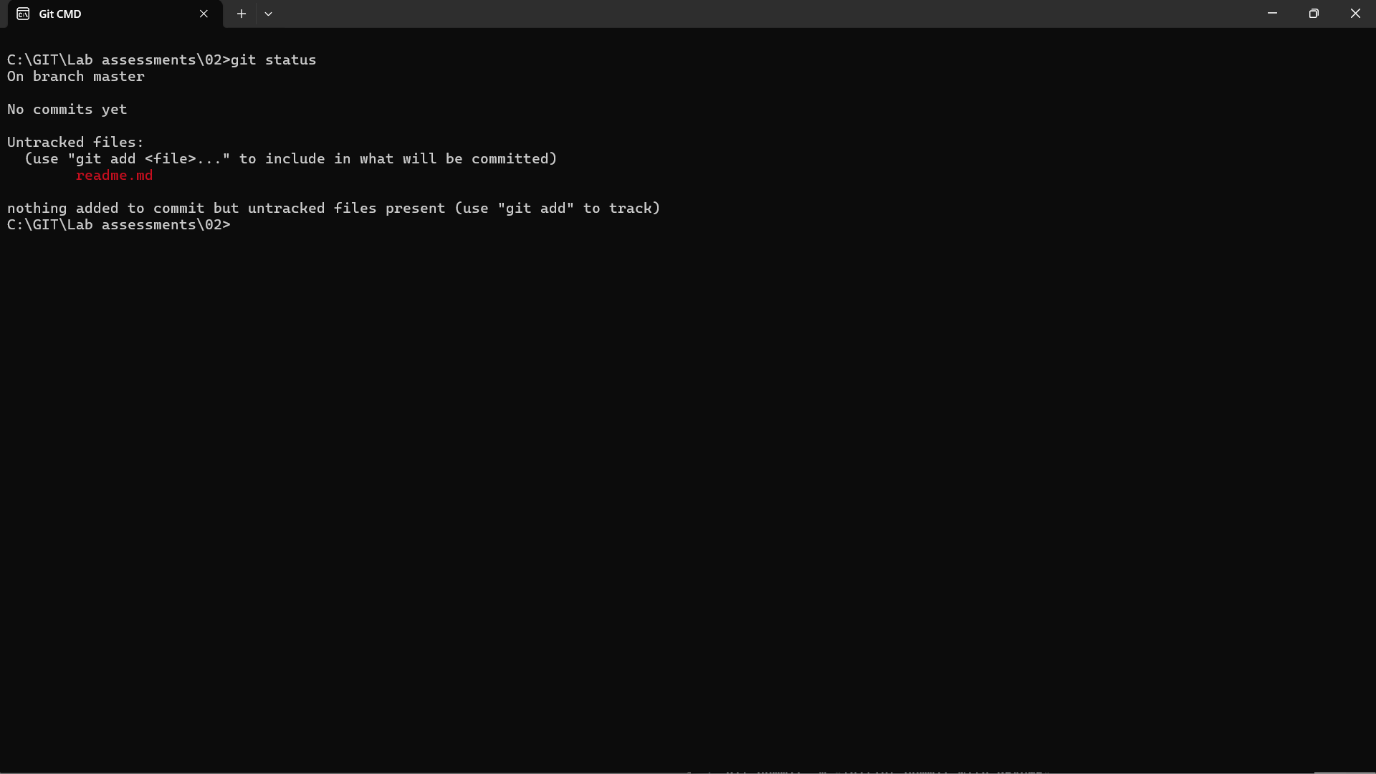 Git CMD
C:\GIT\Lab assessments\02>git status
On branch master
No commits yet
Untracked files:
(use "git add <file>..." to include in what will be committed)
readme.md
nothing added to commit but untracked files present (use "git add" to track)
C:\GIT\Lab assessments\02>